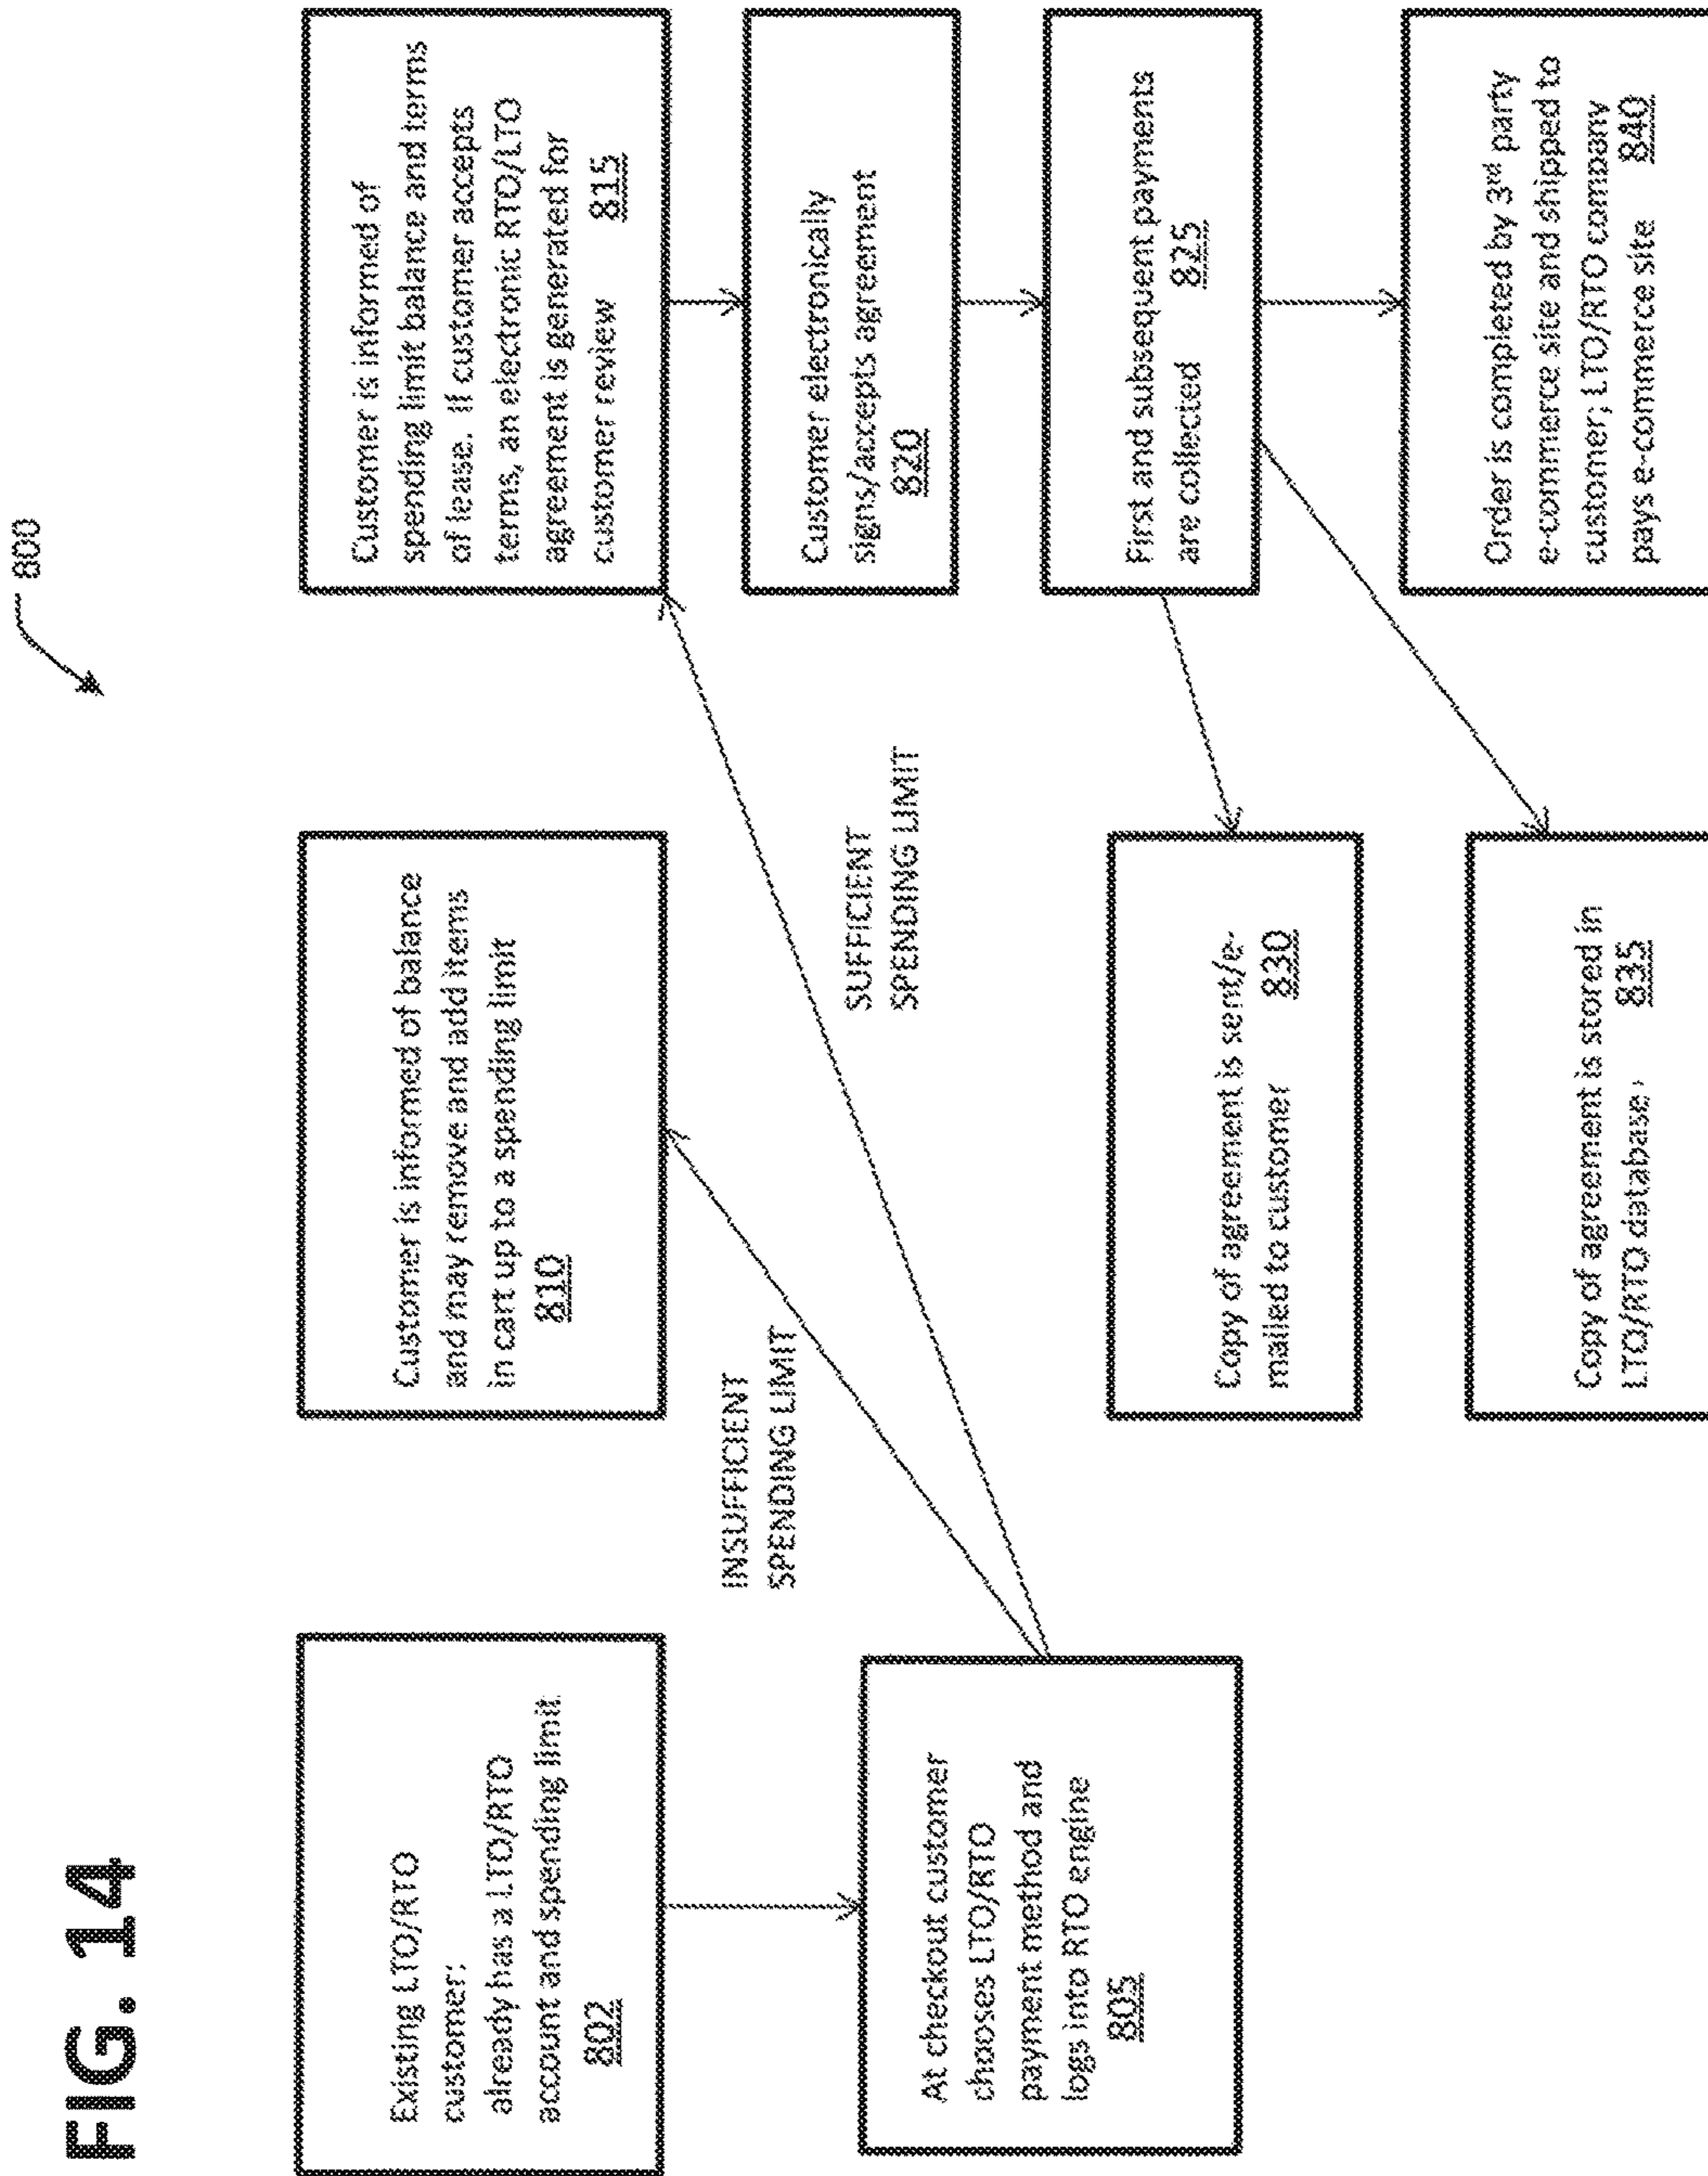 FIG. 14
800
Existing LTO/RTO
customer;
already has a LTO/RTO
account and spending limit
802
At checkout customer
chooses LTO/RTO
payment method and
logs into RTO engine
805
INSUFFICIENT
SPENDING LIMIT
Customer is informed of balance
and may remove and add items
in cart up to a spending limit
810
SUFFICIENT
SPENDING LIMIT
Customer is informed of
spending limit balance and terms
of lease. If customer accepts
terms, an electronic RTO/LTO
agreement is generated for
customer review 815
Customer electronically
signs/accepts agreement
820
First and subsequent payments
are collected 825
Copy of agreement is sent/e-
mailed to customer 830
Copy of agreement is stored in
LTO/RTO database; 835
Order is completed by 3rd party
e-commerce site and shipped to
customer; LTO/RTO company
pays e-commerce site 840